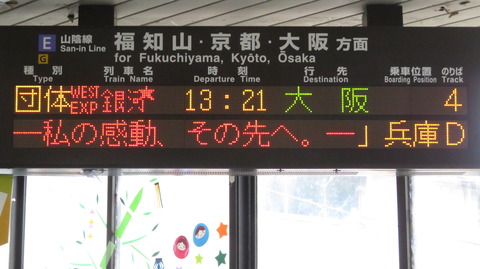 E 山陰線 San-in Line G 福知山・京都・大阪 方面
for Fukuchiyama, Kyōto, Osaka
種別 列車名 時刻 行先 乗車位置 のりば
Type Train Name Departure Time Destination Boarding Position Track
団体 WEST EXP 銀河 13:21 大阪 4
―私の感動、その先へ。―」兵庫D